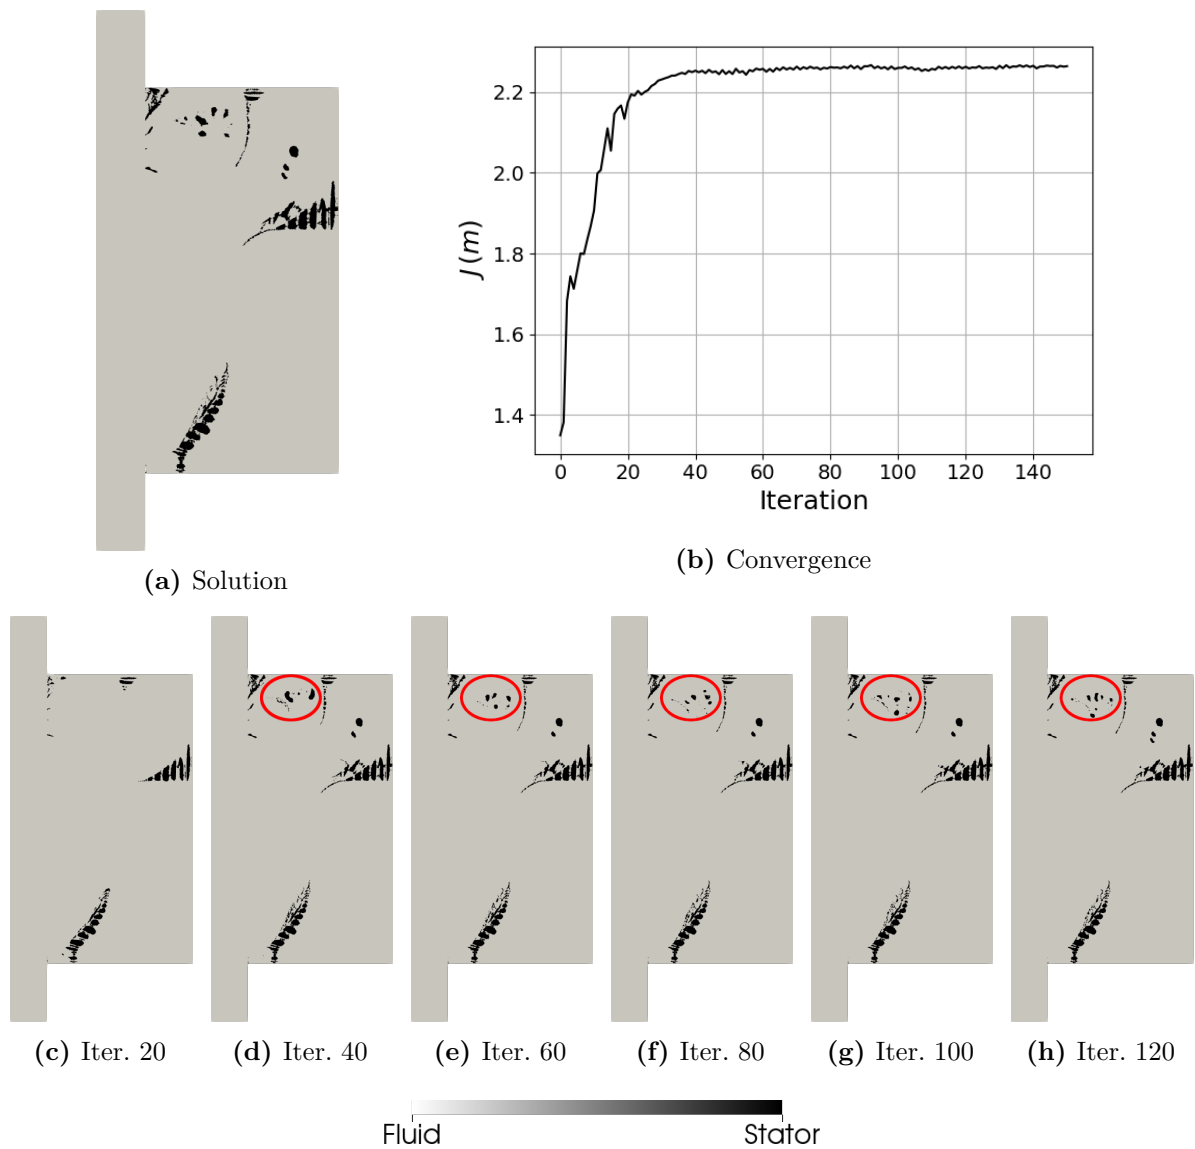 2.2
2.0
1.8
1.6
1.4
J (m)
0 20 40 60 80 100 120 140
Iteration
(a) Solution
(b) Convergence
(c) Iter. 20
(d) Iter. 40
(e) Iter. 60
(f) Iter. 80
(g) Iter. 100
(h) Iter. 120
Fluid
Stator